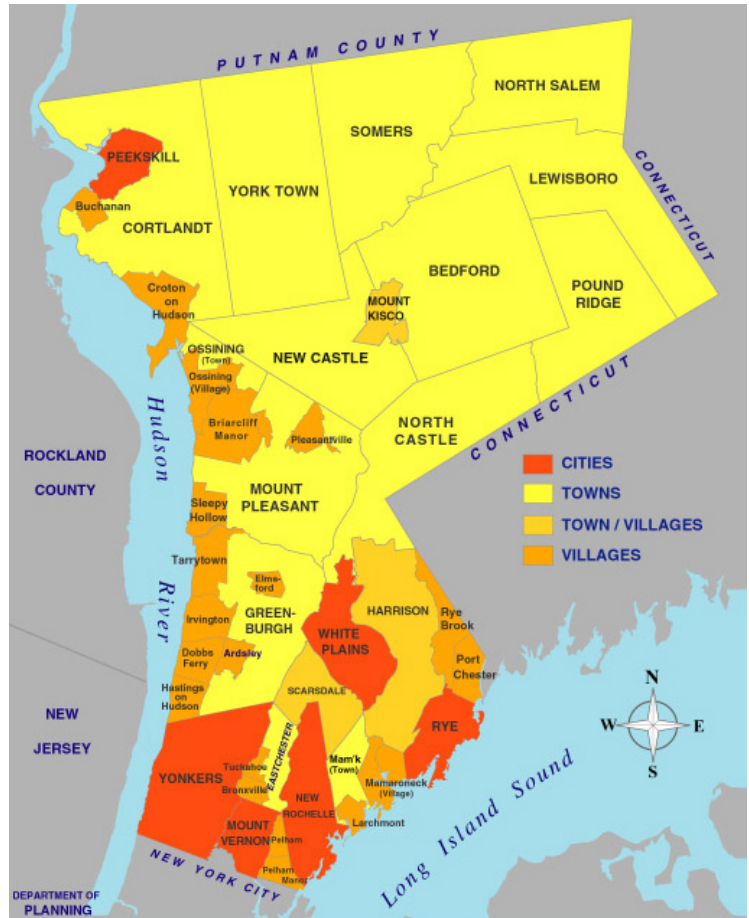 PUTNAM COUNTY
NORTH SALEM
SOMERS
PEEKSKILL
YORK TOWN
LEWISBORO
CONNECTICUT
Buchanan
CORTLANDT
BEDFORD
POUND
RIDGE
Croton
on
Hudson
MOUNT
KISCO
OSSINING
(Town)
NEW CASTLE
Ossining
(Village)
Hudson
River
Briarcliff
Manor
Pleasantville
NORTH
CASTLE
CONNECTICUT
ROCKLAND
COUNTY
CITIES
TOWNS
TOWN / VILLAGES
VILLAGES
MOUNT
PLEASANT
Sleepy
Hollow
Tarrytown
Elms-
ford
GREEN-
BURGH
HARRISON
Irvington
Rye
Brook
WHITE
PLAINS
Dobbs
Ferry
Ardsley
Port
Chester
Hastings
on
Hudson
SCARSDALE
NEW
JERSEY
RYE
N
W
E
S
EASTCHESTER
Mam'k
(Town)
Tuckahoe
YONKERS
Bronxville
Mamaroneck
(Village)
NEW
ROCHELLE
Larchmont
MOUNT
VERNON
Pelham
Pelham
Manor
NEW YORK CITY
Long Island Sound
DEPARTMENT OF
PLANNING